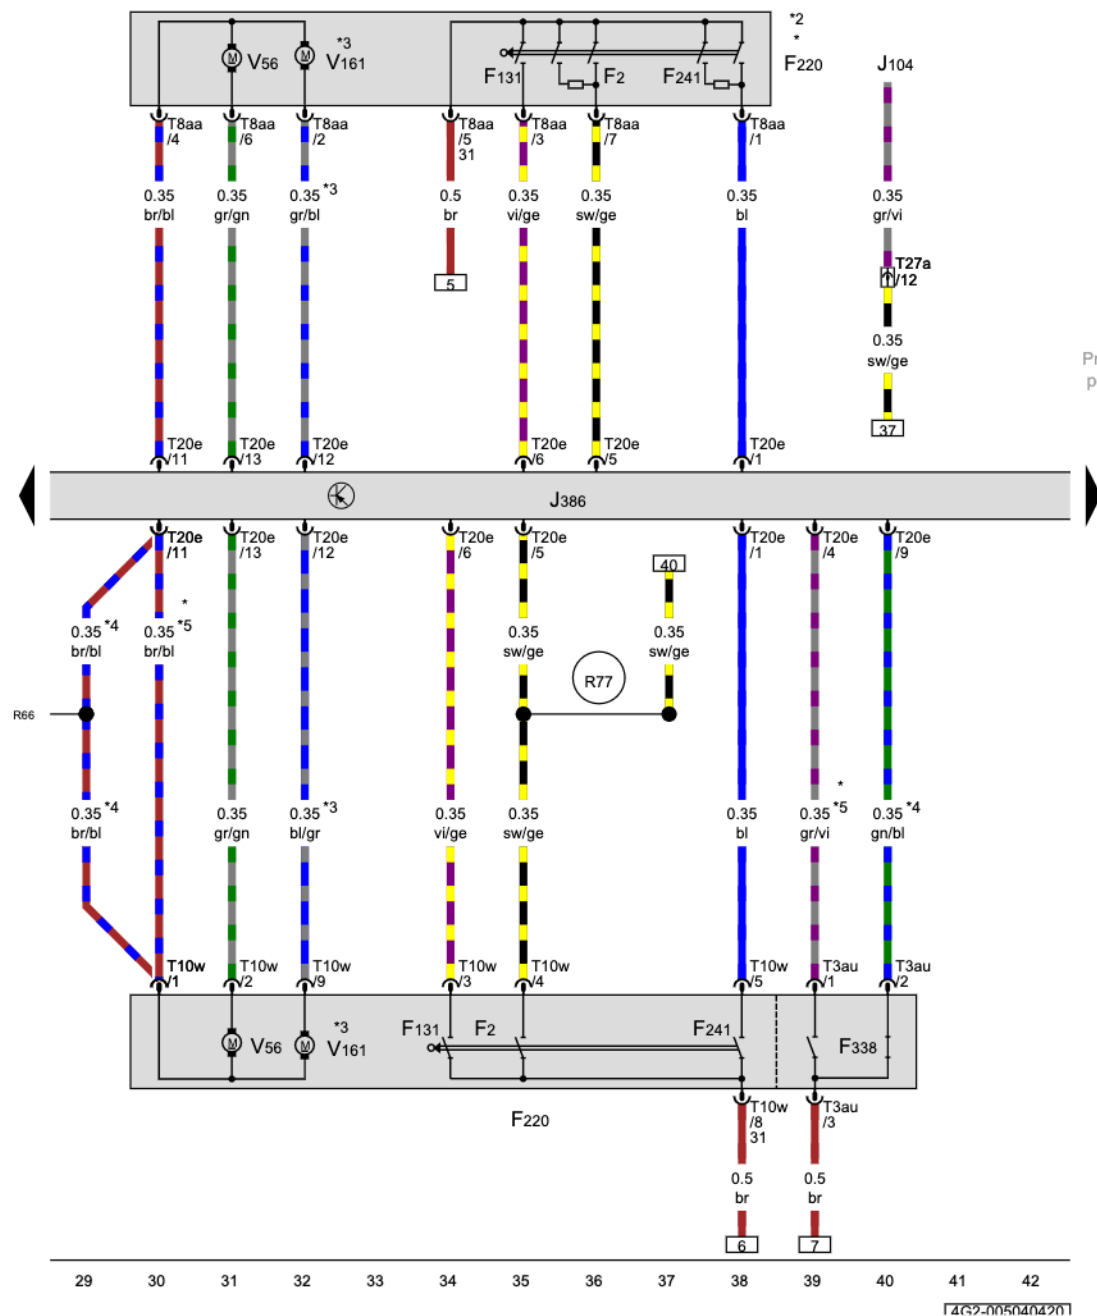 *2
*
*3
M V56
M V161
F131
F2
F241
F220
J104
T8aa
/4
T8aa
/6
T8aa
/2
T8aa
/5
31
T8aa
/3
T8aa
/7
T8aa
/1
0.35
br/bl
0.35
gr/gn
0.35 *3
gr/bl
0.5
br
0.35
vi/ge
0.35
sw/ge
0.35
bl
0.35
gr/vi
T27a
/12
5
0.35
sw/ge
37
T20e
/11
T20e
/13
T20e
/12
T20e
/6
T20e
/5
T20e
/1
J386
T20e
/11
T20e
/13
T20e
/12
T20e
/6
T20e
/5
40
T20e
/1
T20e
/4
T20e
/9
0.35 *4
br/bl
*
0.35 *5
br/bl
0.35
sw/ge
0.35
sw/ge
R77
R66
0.35 *4
br/bl
0.35
gr/gn
0.35 *3
bl/gr
0.35
vi/ge
0.35
sw/ge
0.35
bl
*
0.35 *5
gr/vi
0.35 *4
gn/bl
T10w
/1
T10w
/2
T10w
/9
T10w
/3
T10w
/4
T10w
/5
T3au
/1
T3au
/2
*3
M V56
M V161
F131
F2
F241
F338
F220
T10w
/8
31
T3au
/3
0.5
br
0.5
br
6
7
29 30 31 32 33 34 35 36 37 38 39 40 41 42
4G2-005040420